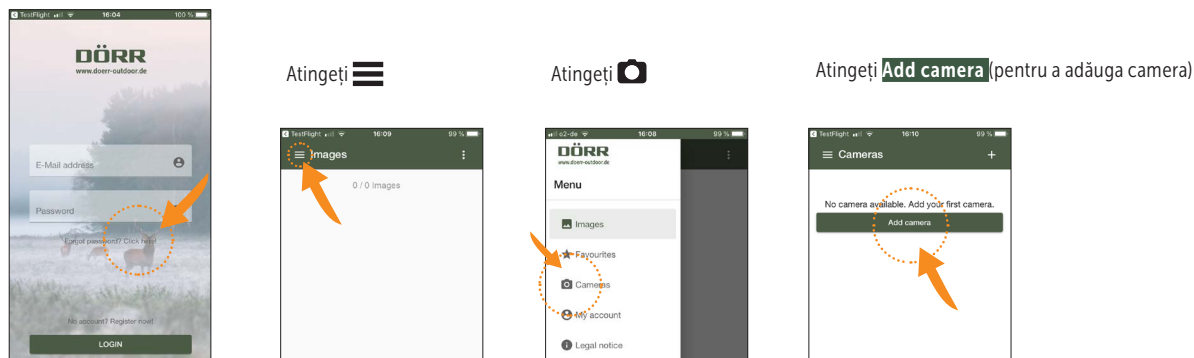 TestFlight 16:04 100 %
DÖRR
www.doerr-outdoor.de
E-Mail address
Password
Forgot password? Click here!
No account? Register now!
LOGIN
Atingeți
TestFlight 16:09 99 %
Images
0 / 0 Images
Atingeți
o2-de 16:08 99 %
DÖRR
www.doerr-outdoor.de
Menu
Images
Favourites
Cameras
My account
Legal notice
Atingeți Add camera (pentru a adăuga camera)
TestFlight 16:10 99 %
Cameras +
No camera available. Add your first camera.
Add camera